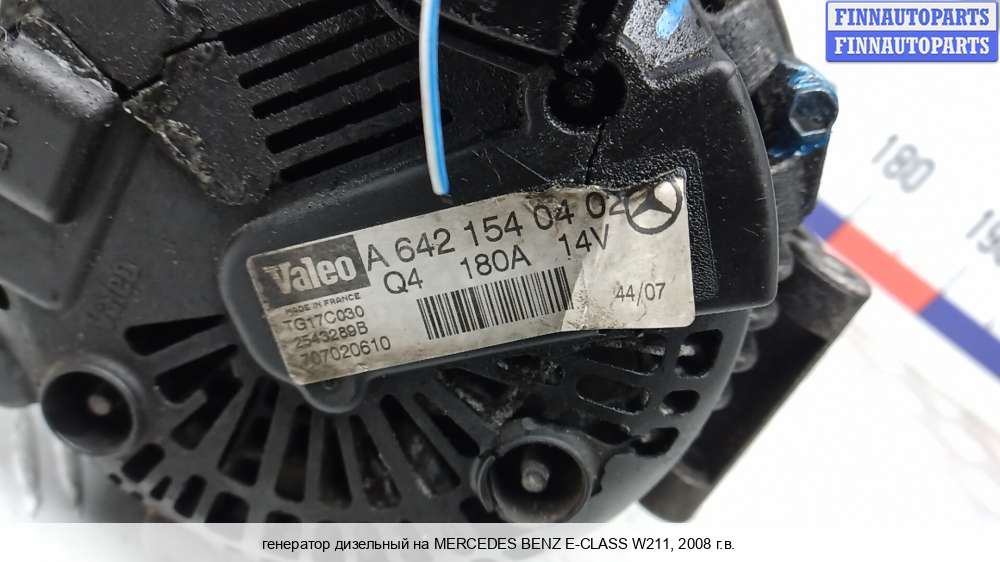 FINNAUTOPARTS
FINNAUTOPARTS
180
190
Valeo
A 642 154 04 02
Q4 180A 14V
MADE IN FRANCE
TG17C030
2543289B
707020610
44/07
генератор дизельный на MERCEDES BENZ E-CLASS W211, 2008 г.в.